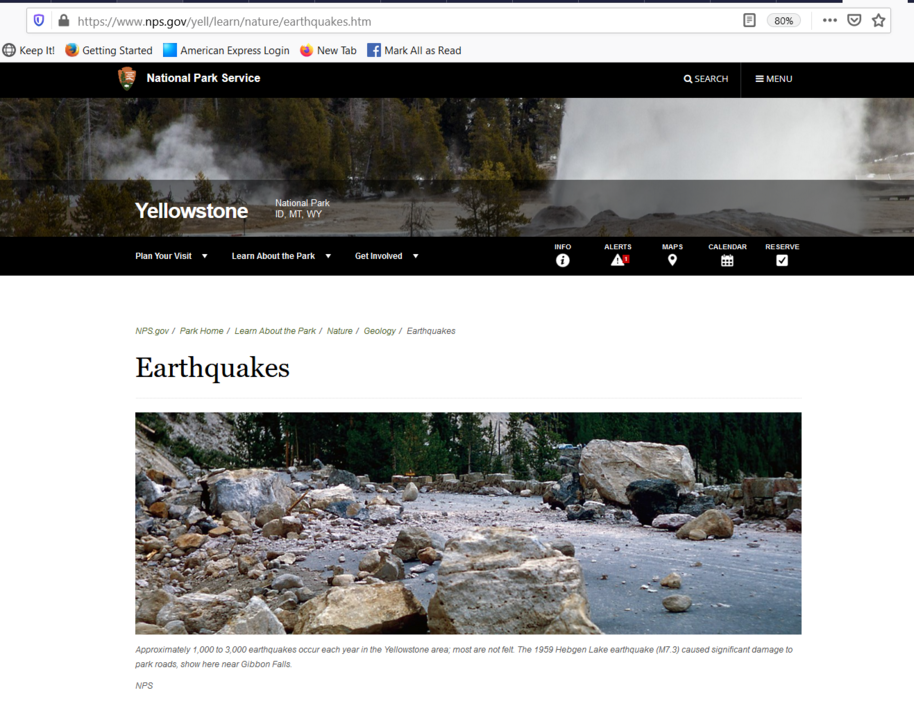 https://www.nps.gov/yell/learn/nature/earthquakes.htm
80%
Keep It! Getting Started American Express Login New Tab Mark All as Read
National Park Service
SEARCH
MENU
Yellowstone
National Park
ID, MT, WY
Plan Your Visit Learn About the Park Get Involved
INFO ALERTS MAPS CALENDAR RESERVE
NPS.gov / Park Home / Learn About the Park / Nature / Geology / Earthquakes
Earthquakes
Approximately 1,000 to 3,000 earthquakes occur each year in the Yellowstone area; most are not felt. The 1959 Hebgen Lake earthquake (M7.3) caused significant damage to
park roads, show here near Gibbon Falls.
NPS